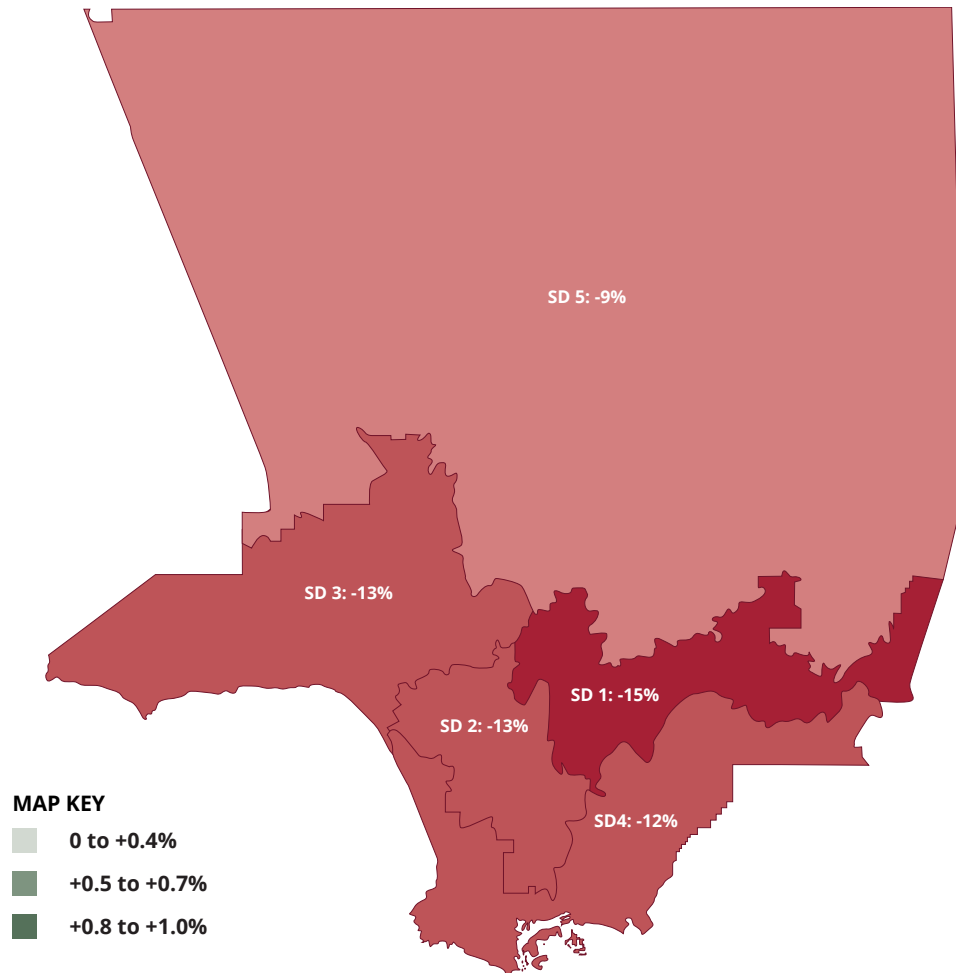 SD 5: -9%
SD 3: -13%
SD 1: -15%
SD 2: -13%
SD4: -12%
MAP KEY
0 to +0.4%
+0.5 to +0.7%
+0.8 to +1.0%